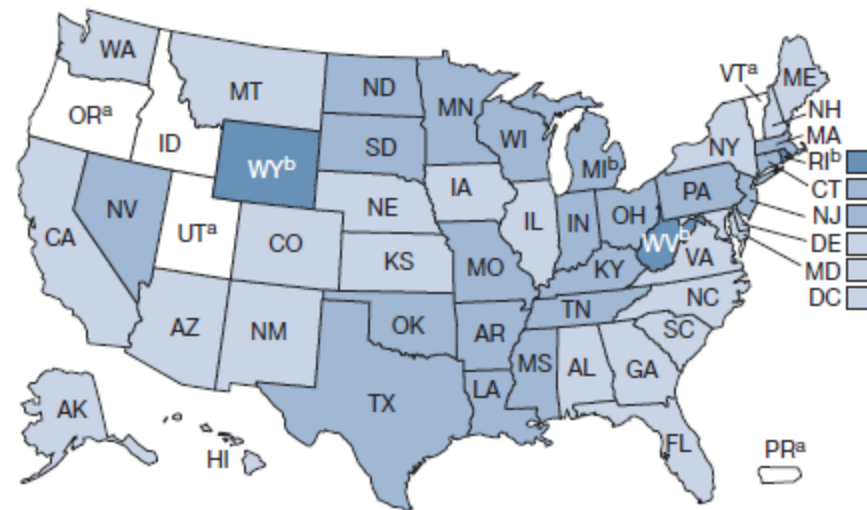 WA
MT
ND
MN
VTᵃ
ME
ORᵃ
ID
WYᵇ
SD
WI
MIᵇ
NY
NH
MA
RIᵇ
CT
NJ
DE
MD
DC
NV
CA
UTᵃ
CO
NE
IA
IL
IN
OH
PA
WVᵇ
VA
KS
MO
KY
NC
AZ
NM
OK
AR
TN
SC
TX
LA
MS
AL
GA
FL
AK
HI
PRᵃ